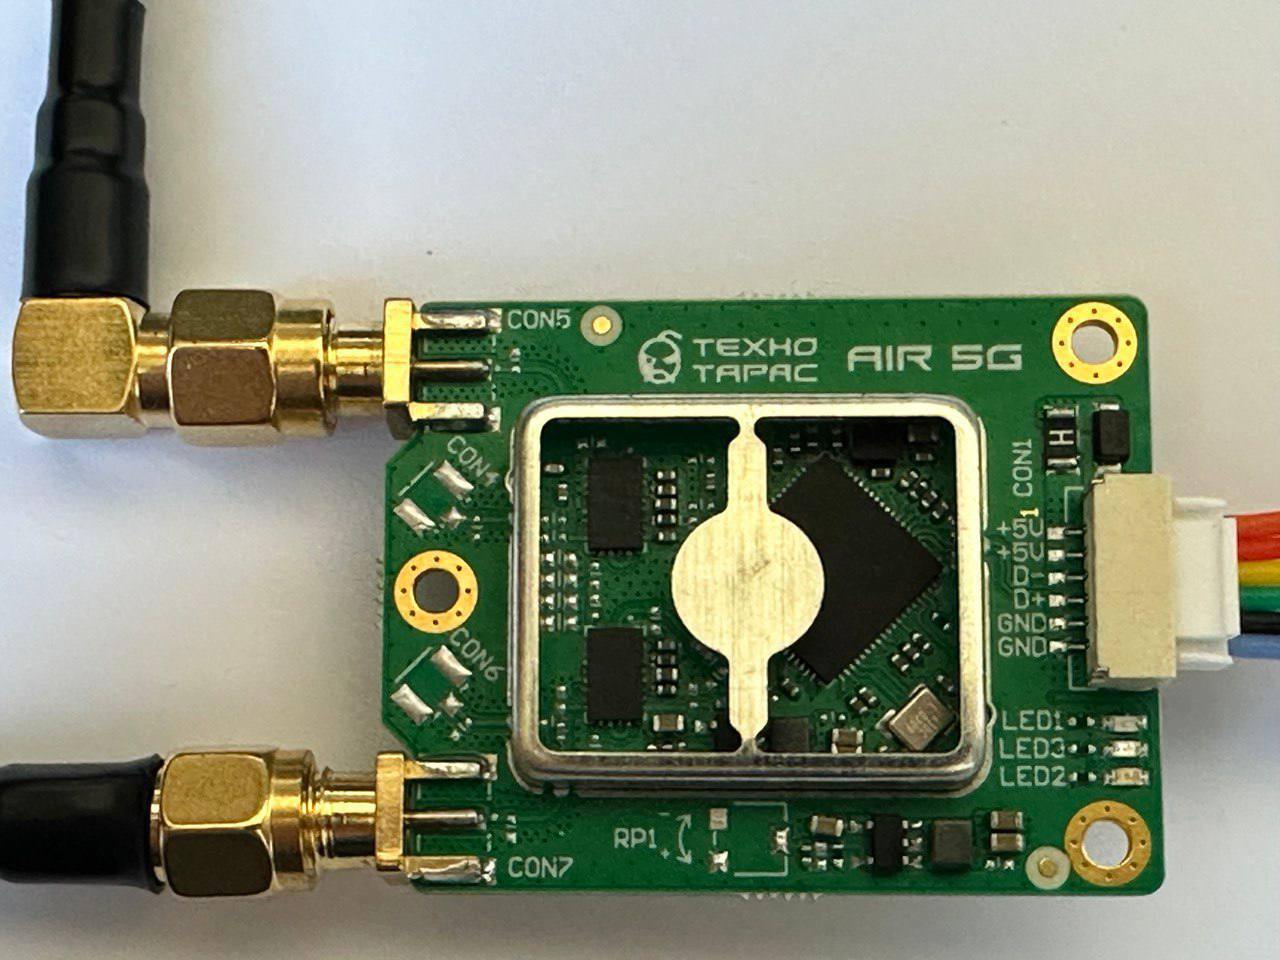 CON5
ТЕХНО
ТАРАС
AIR 5G
CON4
1 CON1
+5V
+5V
D-
D+
GND
GND
CON6
LED1
LED3
LED2
RP1
+
CON7
H